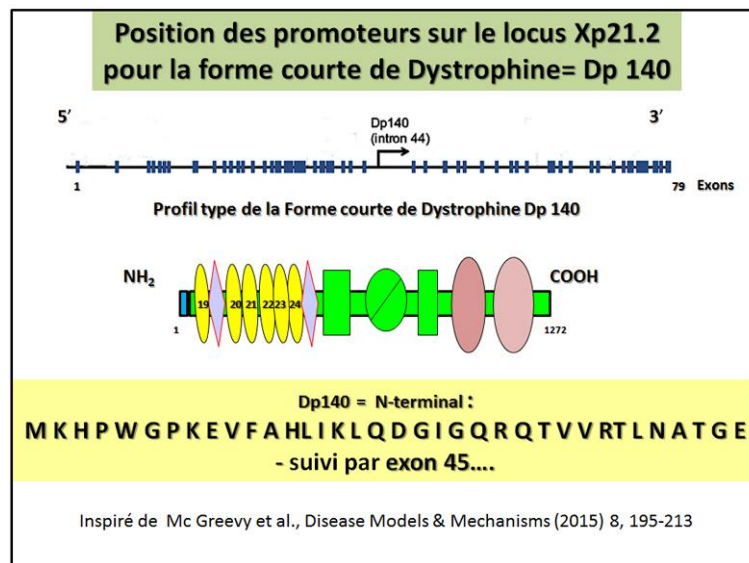 Position des promoteurs sur le locus Xp21.2
pour la forme courte de Dystrophine= Dp 140
5′ 3′
Dp140
(intron 44)
1 79 Exons
Profil type de la Forme courte de Dystrophine Dp 140
NH2 COOH
19 20 21 22 23 24
1 1272
Dp140 = N-terminal :
M K H P W G P K E V F A H L I K L Q D G I G Q R Q T V V R T L N A T G E
- suivi par exon 45....
Inspiré de Mc Greevy et al., Disease Models & Mechanisms (2015) 8, 195-213